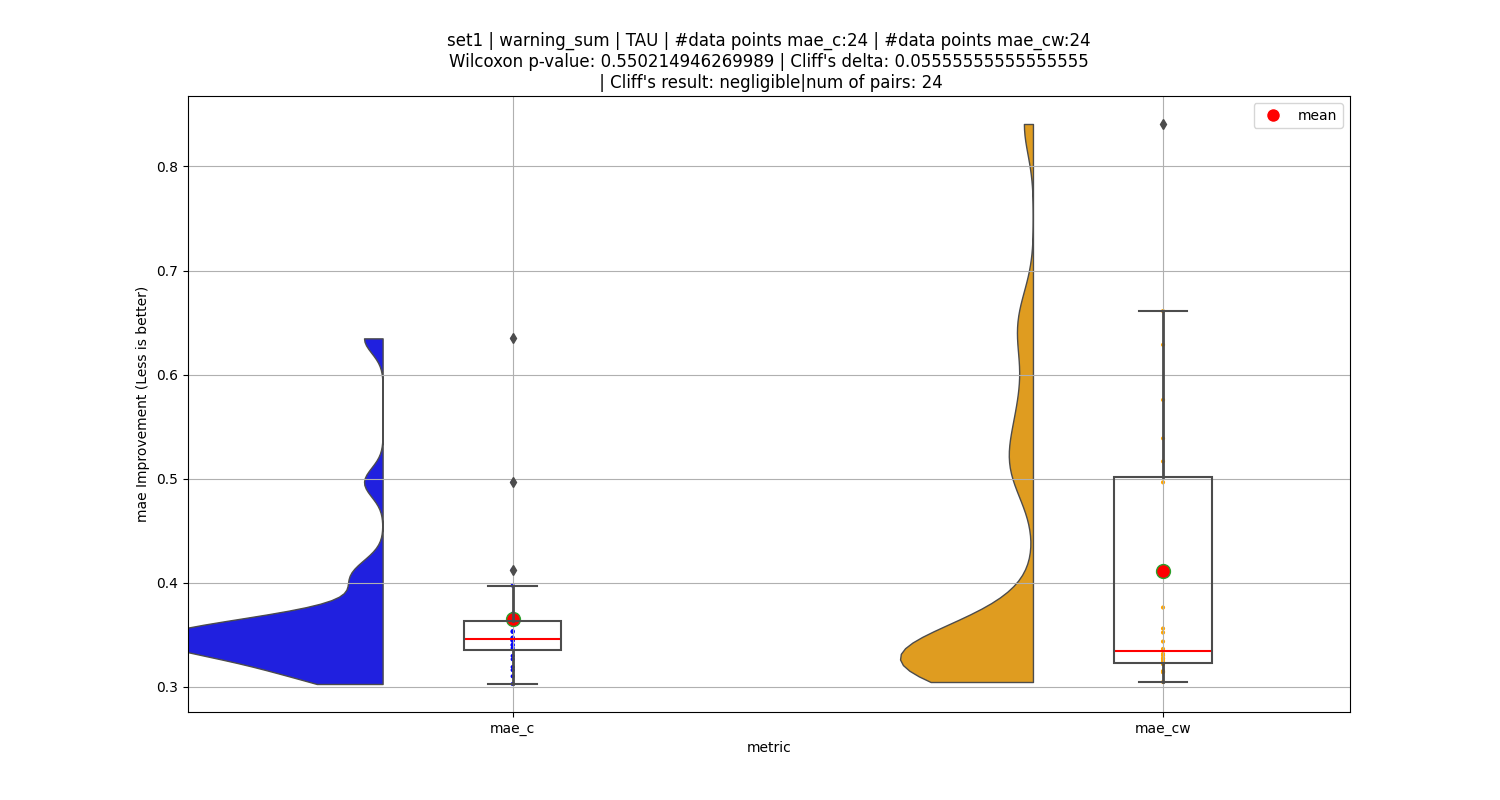 set1 | warning_sum | TAU | #data points mae_c:24 | #data points mae_cw:24
Wilcoxon p-value: 0.550214946269989 | Cliff's delta: 0.05555555555555555
| Cliff's result: negligible|num of pairs: 24
mean
0.8
0.7
0.6
0.5
0.4
0.3
mae Improvement (Less is better)
mae_c
mae_cw
metric